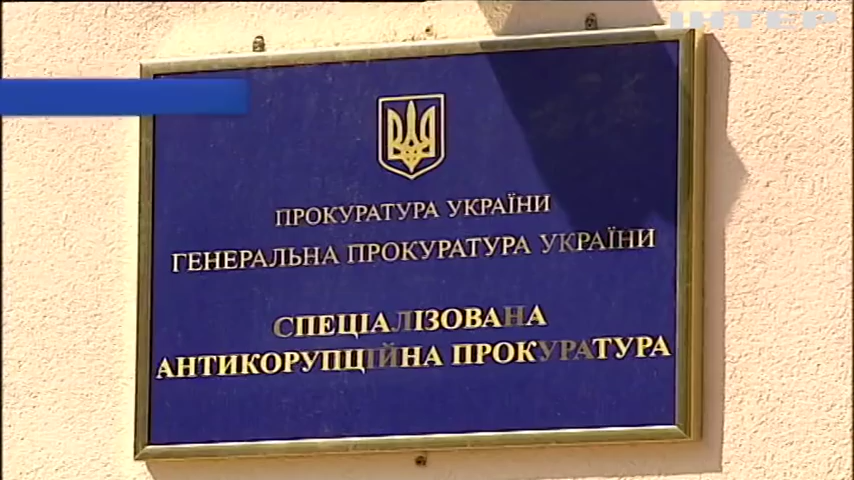 ІНТЕР
ПРОКУРАТУРА УКРАЇНИ
ГЕНЕРАЛЬНА ПРОКУРАТУРА УКРАЇНИ
СПЕЦІАЛІЗОВАНА
АНТИКОРУПЦІЙНА ПРОКУРАТУРА